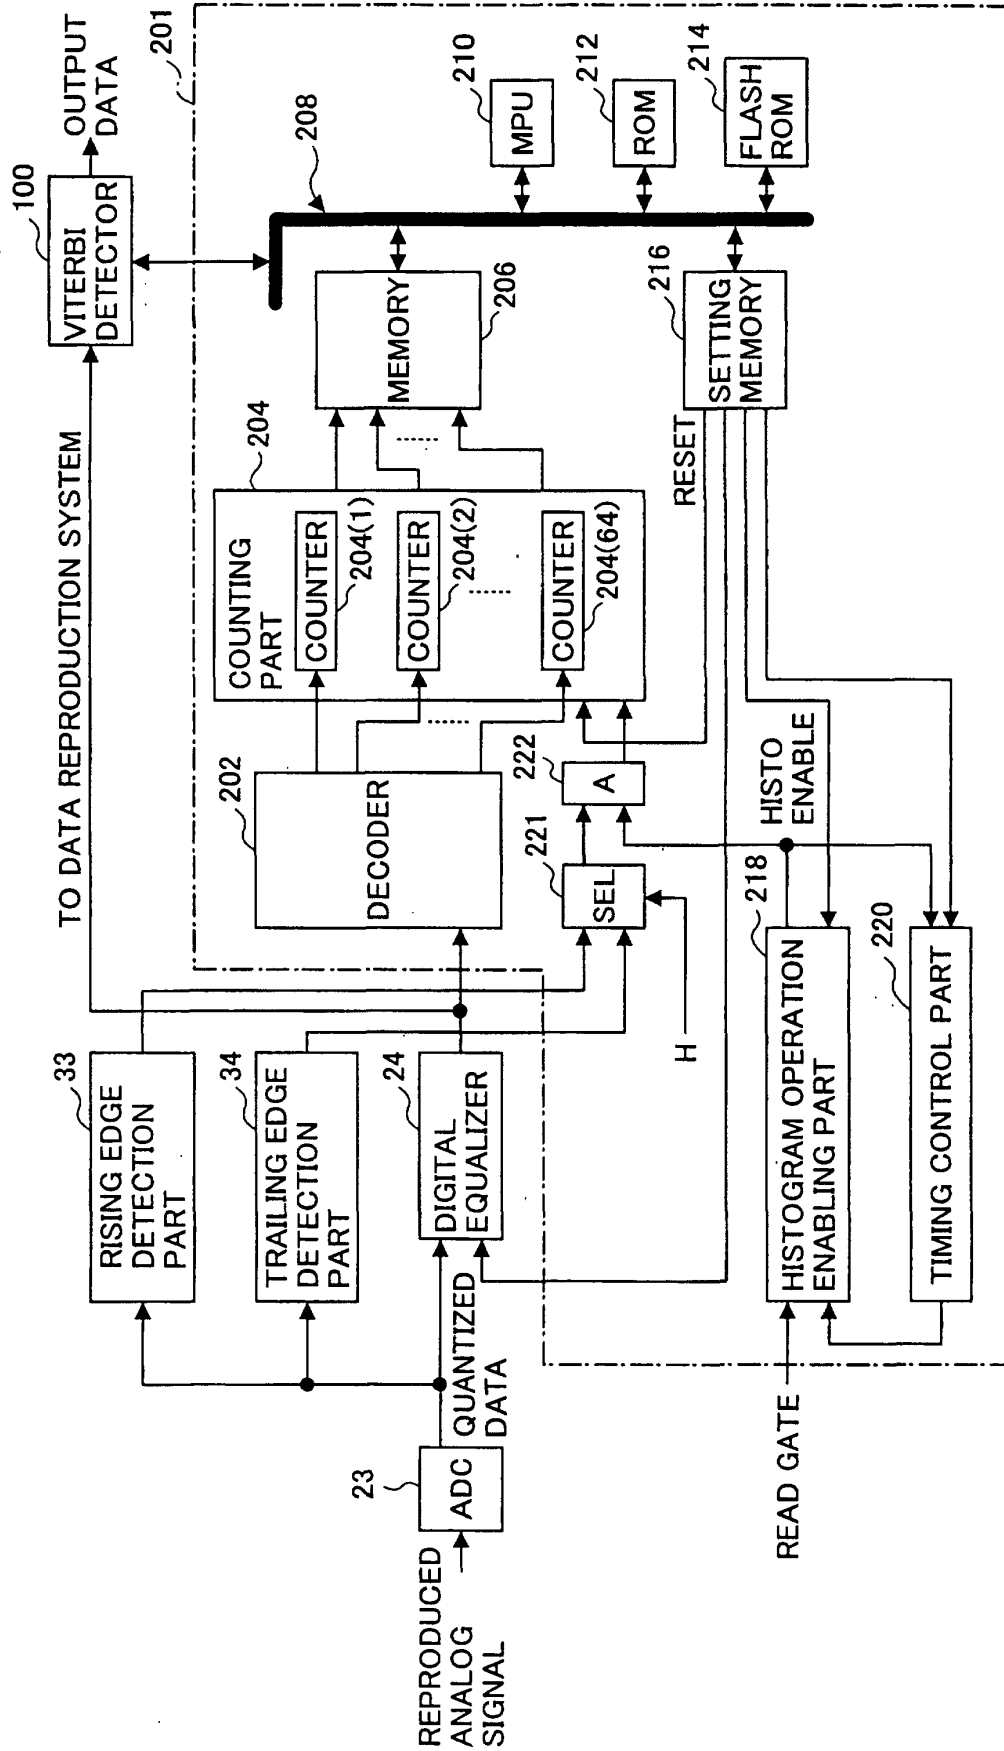 REPRODUCED
ANALOG
SIGNAL
23
ADC
QUANTIZED
DATA
33
RISING EDGE
DETECTION
PART
34
TRAILING EDGE
DETECTION
PART
24
DIGITAL
EQUALIZER
TO DATA REPRODUCTION SYSTEM
100
VITERBI
DETECTOR
OUTPUT
DATA
201
202
DECODER
COUNTING
PART
204
COUNTER
204(1)
COUNTER
204(2)
COUNTER
204(64)
MEMORY
206
208
MPU
210
ROM
212
FLASH
ROM
214
SETTING
MEMORY
216
RESET
221
SEL
222
A
H
HISTO
ENABLE
READ GATE
218
HISTOGRAM OPERATION
ENABLING PART
220
TIMING CONTROL PART